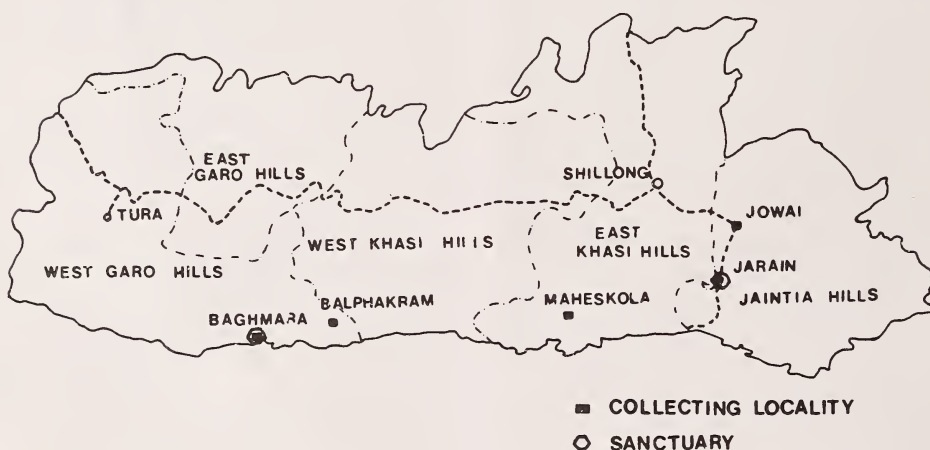 EAST
GARO HILLS
SHILLONG
TURA
JOWAI
WEST KHASI HILLS
EAST
KHASI HILLS
WEST GARO HILLS
JARAIN
BALPHAKRAM
MAHESKOLA
JAINTIA HILLS
BAGHMARA
COLLECTING LOCALITY
SANCTUARY